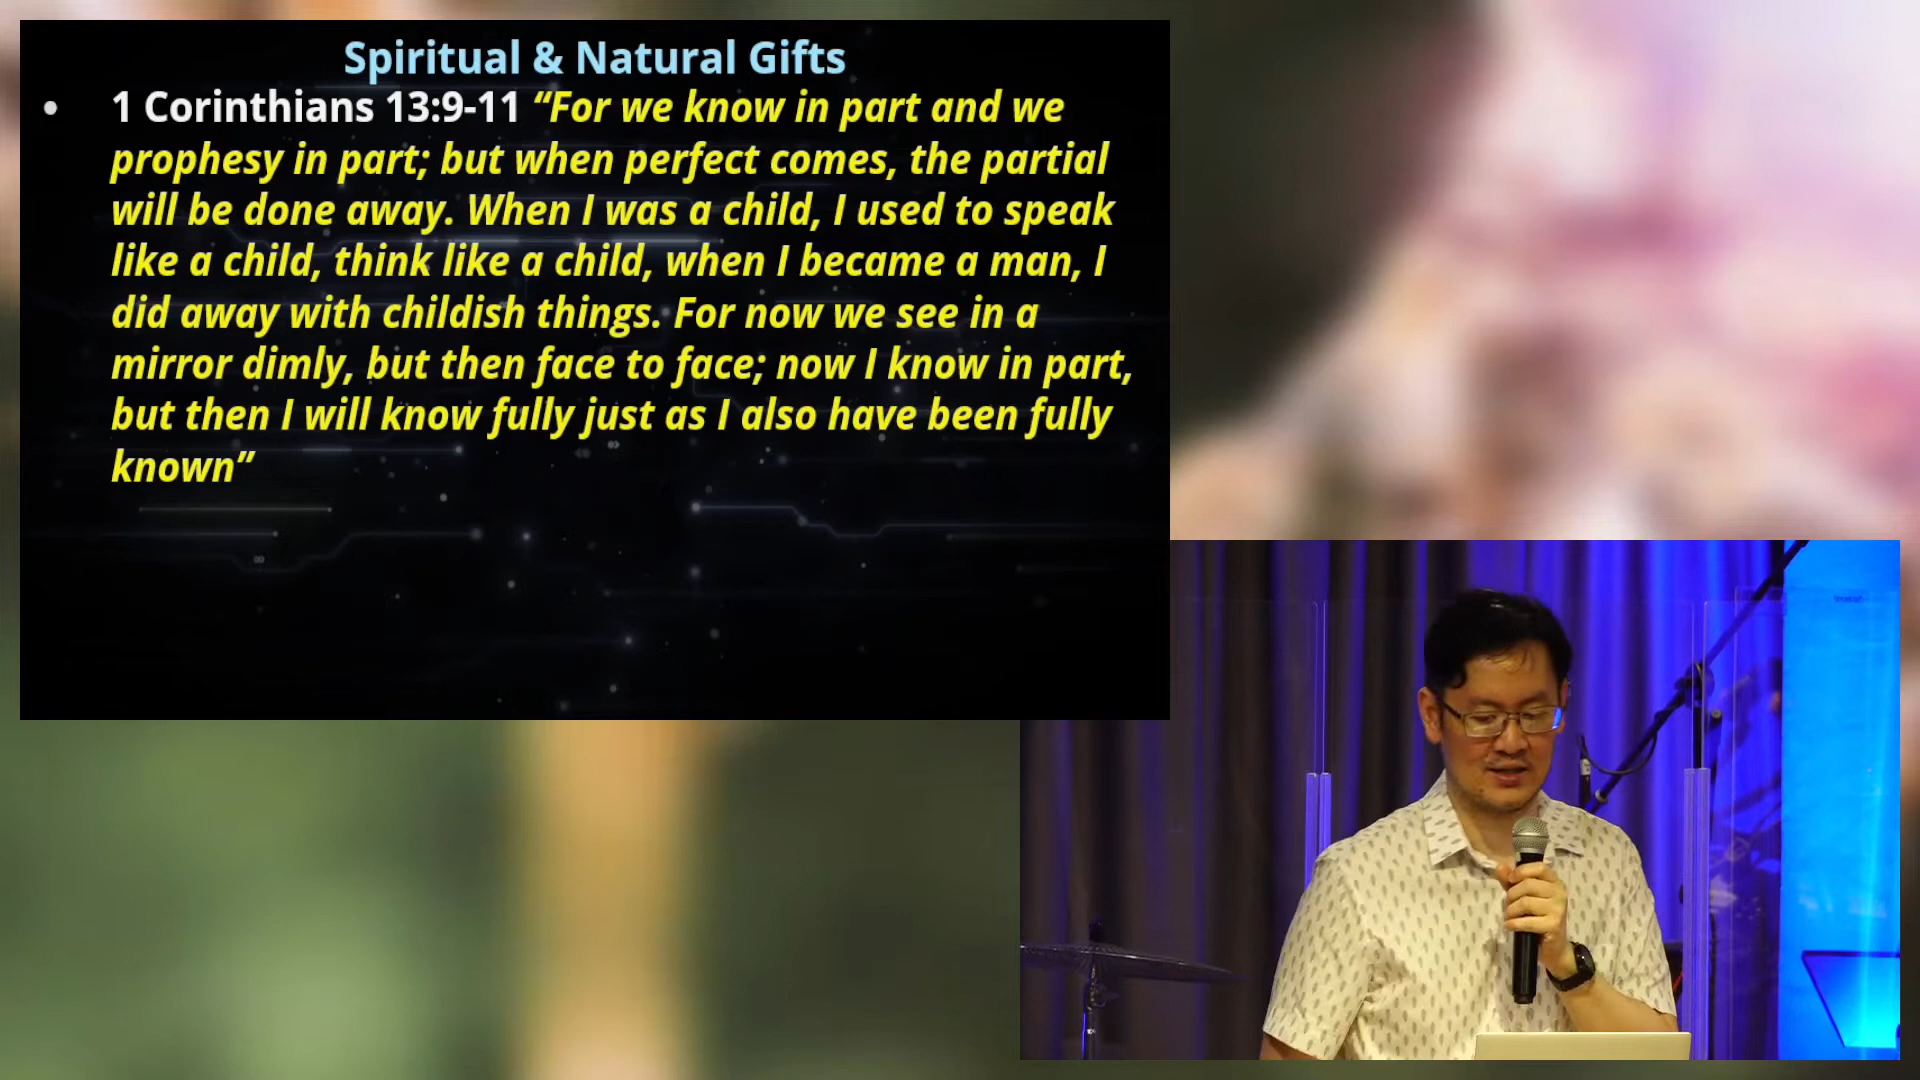 Spiritual & Natural Gifts
• 1 Corinthians 13:9-11 “For we know in part and we
prophesy in part; but when perfect comes, the partial
will be done away. When I was a child, I used to speak
like a child, think like a child, when I became a man, I
did away with childish things. For now we see in a
mirror dimly, but then face to face; now I know in part,
but then I will know fully just as I also have been fully
known”